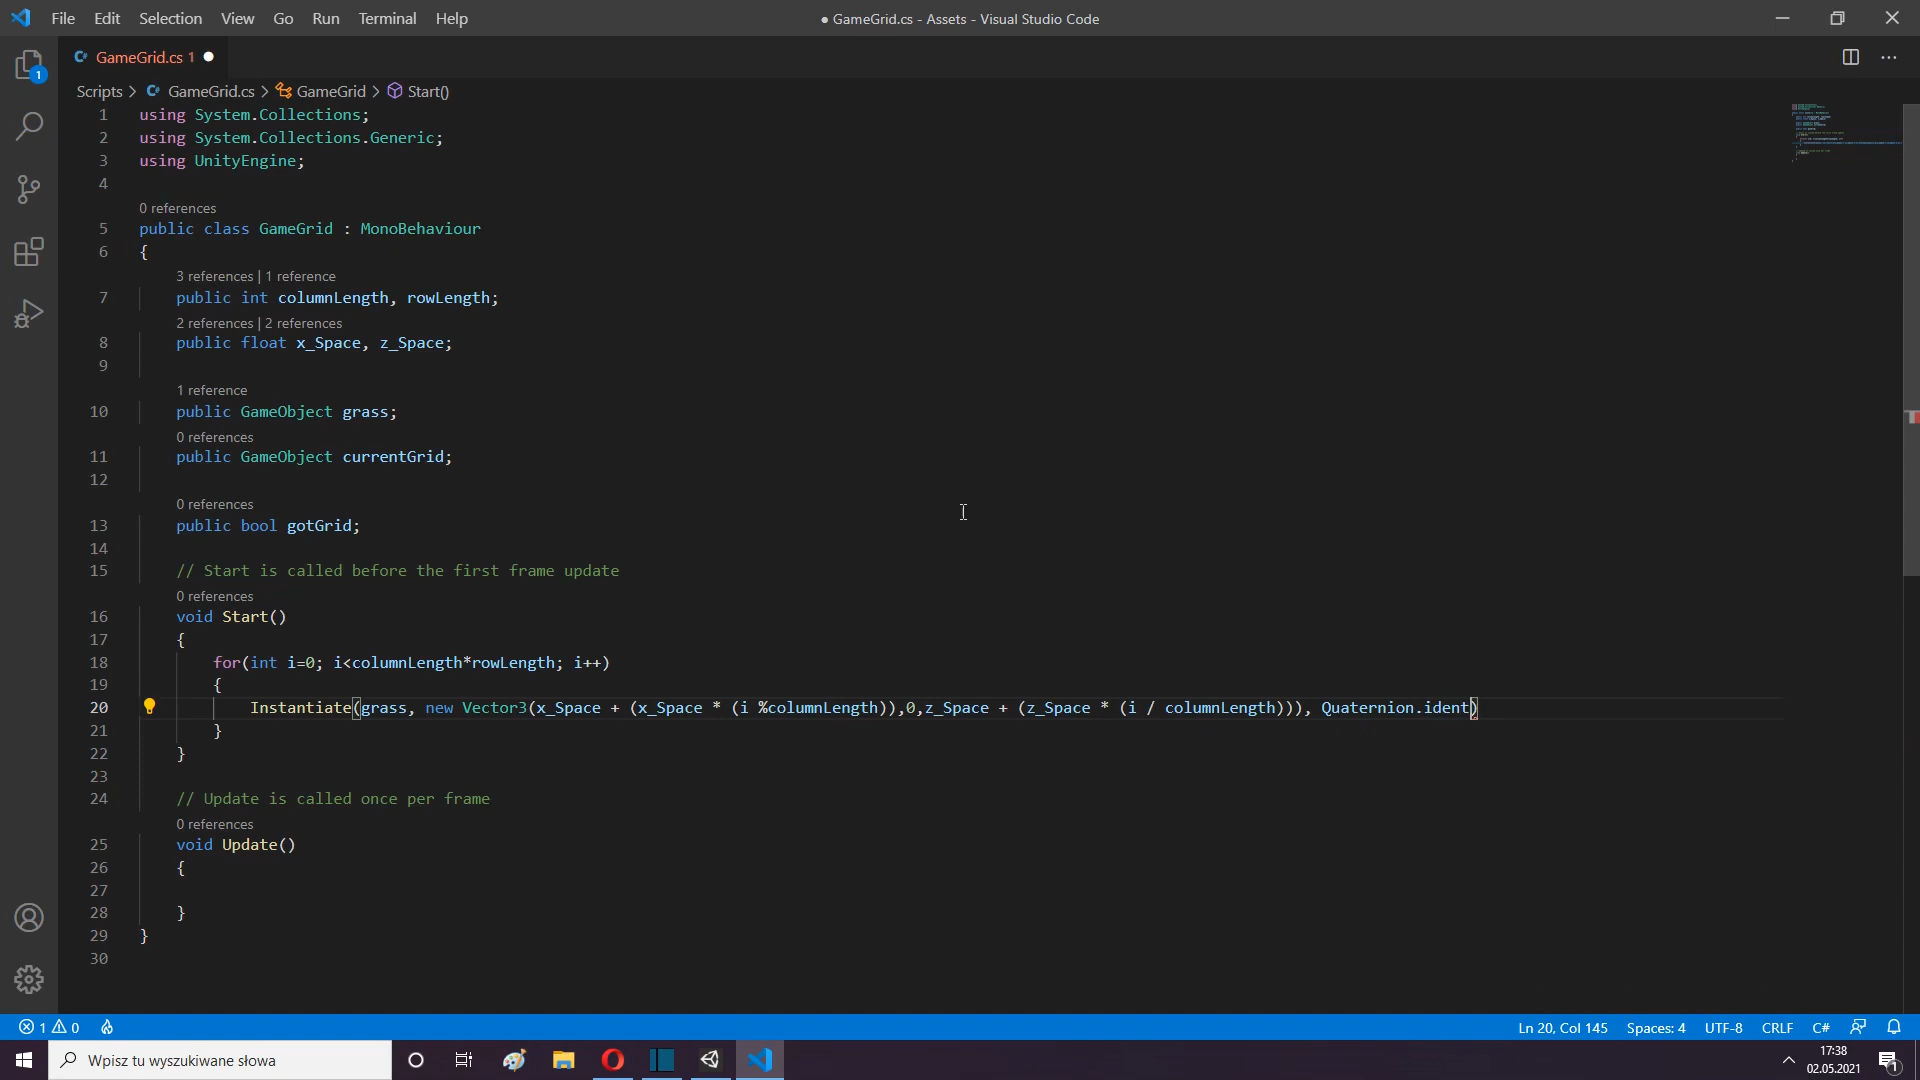 File Edit Selection View Go Run Terminal Help
● GameGrid.cs - Assets - Visual Studio Code
GameGrid.cs 1 ●
Scripts > GameGrid.cs > GameGrid > Start()
1 using System.Collections;
2 using System.Collections.Generic;
3 using UnityEngine;
4
0 references
5 public class GameGrid : MonoBehaviour
6 {
3 references | 1 reference
7 public int columnLength, rowLength;
2 references | 2 references
8 public float x_Space, z_Space;
9
1 reference
10 public GameObject grass;
0 references
11 public GameObject currentGrid;
12
0 references
13 public bool gotGrid;
14
15 // Start is called before the first frame update
0 references
16 void Start()
17 {
18 for(int i=0; i<columnLength*rowLength; i++)
19 {
20 Instantiate(grass, new Vector3(x_Space + (x_Space * (i %columnLength)),0,z_Space + (z_Space * (i / columnLength))), Quaternion.ident)
21 }
22 }
23
24 // Update is called once per frame
0 references
25 void Update()
26 {
27
28 }
29 }
30
1 0
Ln 20, Col 145 Spaces: 4 UTF-8 CRLF C#
Wpisz tu wyszukiwane słowa
17:38
02.05.2021
1